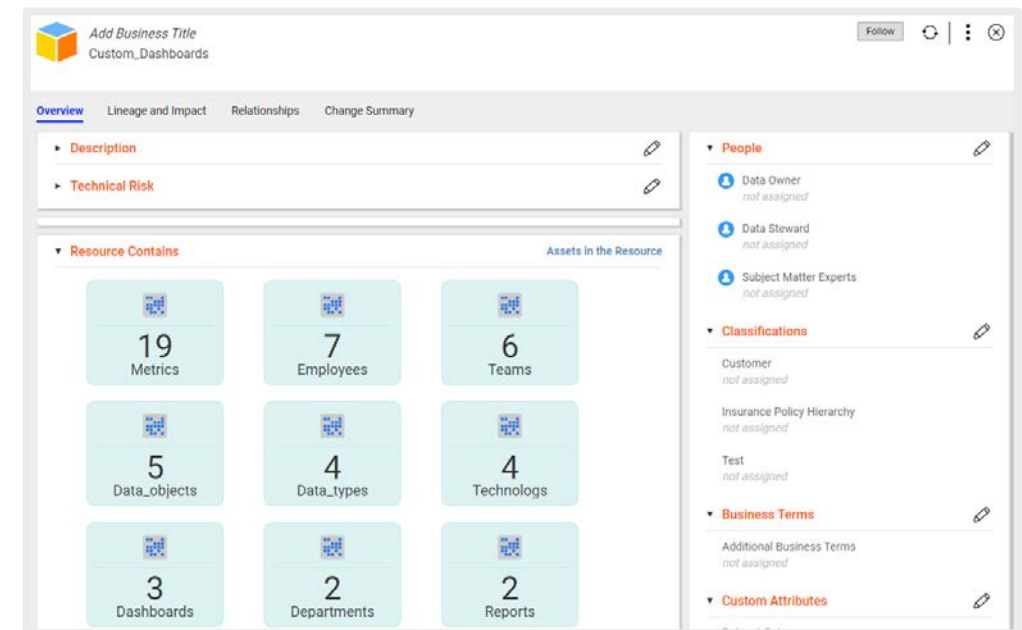 Add Business Title
Custom_Dashboards
Follow
Overview Lineage and Impact Relationships Change Summary
Description
Technical Risk
Resource Contains Assets in the Resource
19 7 6
Metrics Employees Teams
5 4 4
Data_objects Data_types Technologs
3 2 2
Dashboards Departments Reports
People
Data Owner
not assigned
Data Steward
not assigned
Subject Matter Experts
not assigned
Classifications
Customer
not assigned
Insurance Policy Hierarchy
not assigned
Test
not assigned
Business Terms
Additional Business Terms
not assigned
Custom Attributes